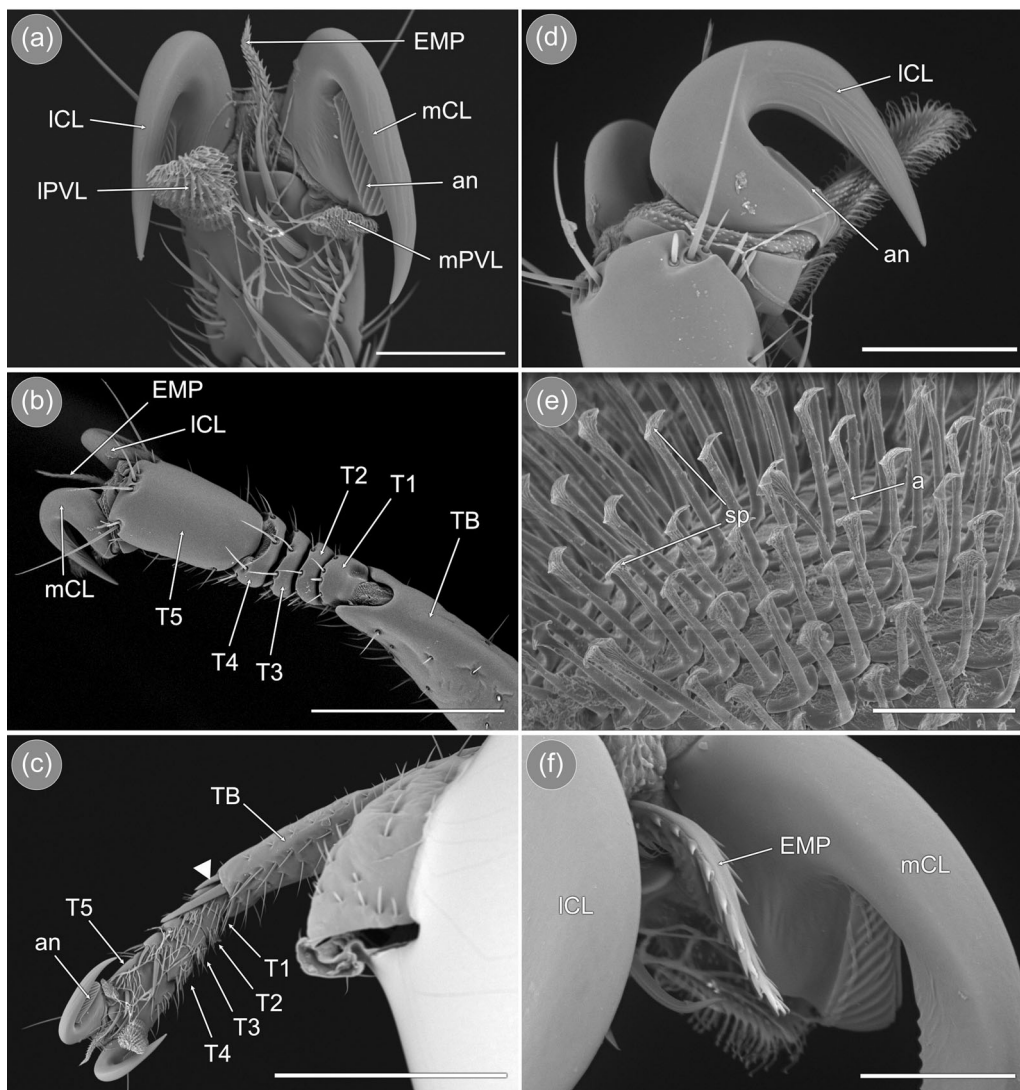 (a)
EMP
lCL
mCL
lPVL
an
mPVL
(b)
EMP
lCL
T2
T1
TB
mCL
T5
T4
T3
(c)
TB
T5
an
T1
T2
T3
T4
(d)
lCL
an
(e)
a
sp
(f)
EMP
mCL
lCL